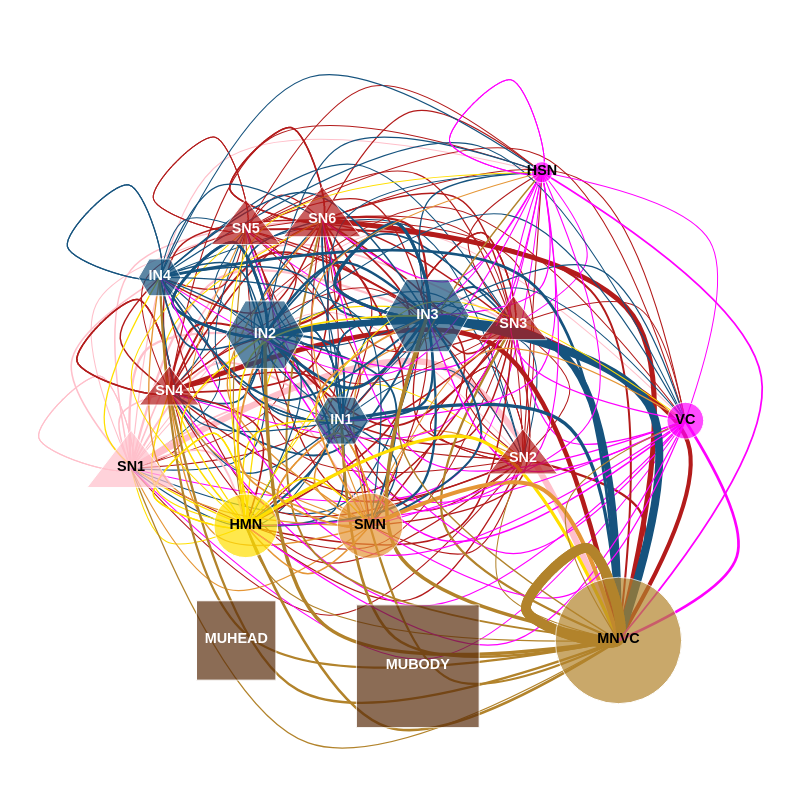 HSN
SN6
SN5
IN4
IN3
SN3
IN2
SN4
IN1
VC
SN2
SN1
HMN
SMN
MUHEAD
MNVC
MUBODY